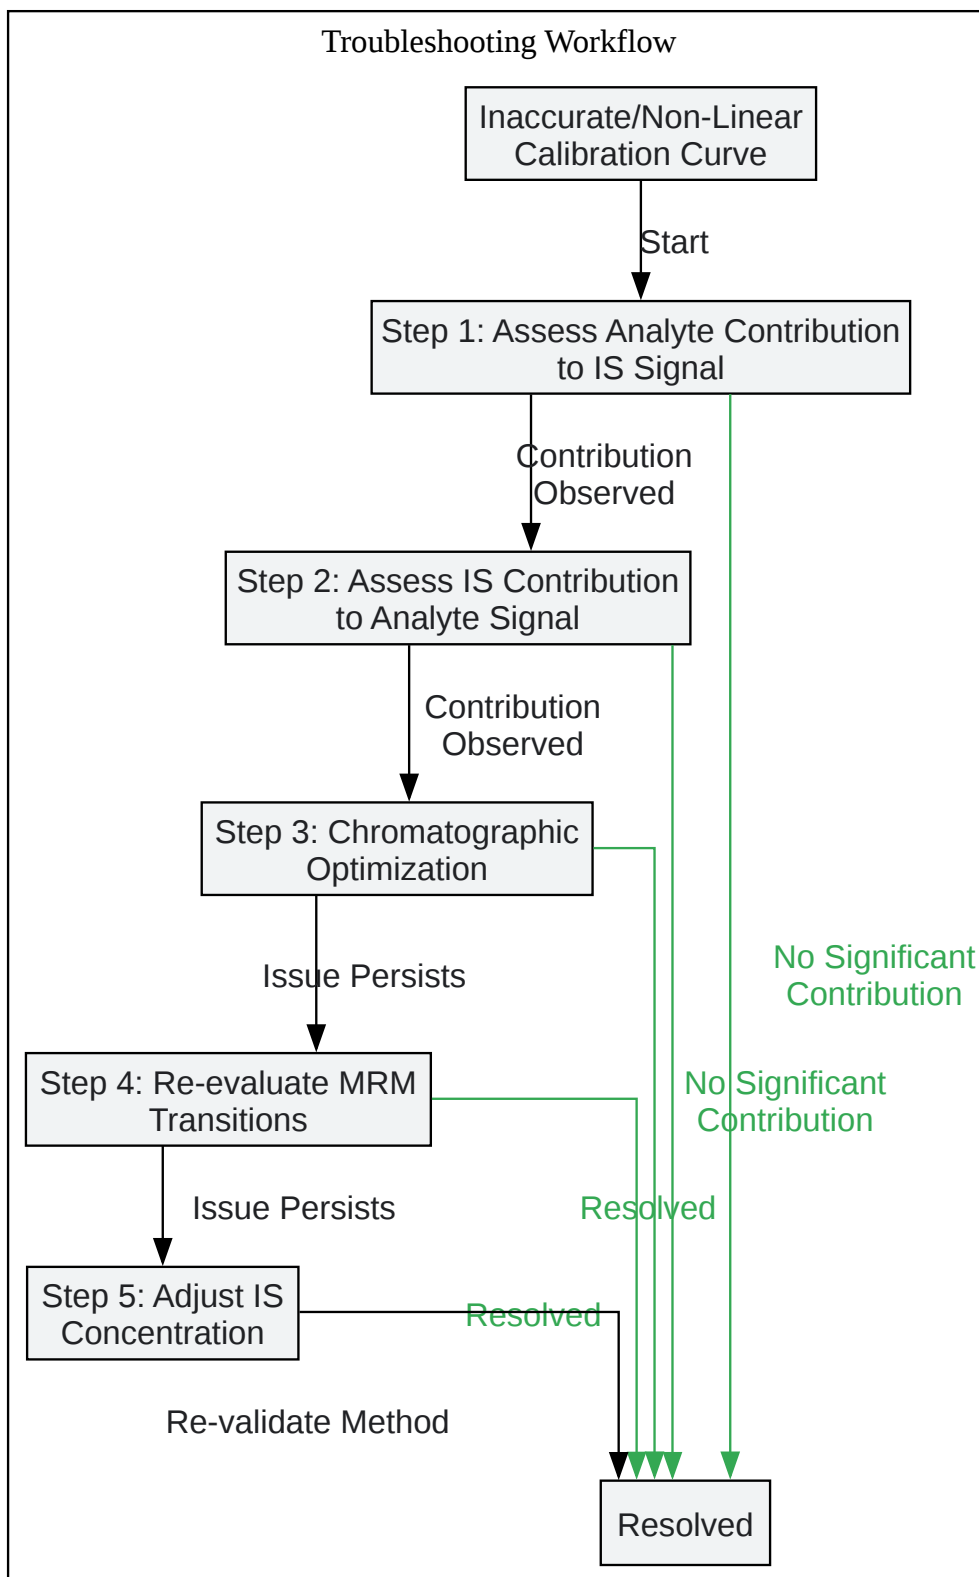 Troubleshooting Workflow
Inaccurate/Non-Linear
Calibration Curve
Start
Step 1: Assess Analyte Contribution
to IS Signal
Contribution
Observed
Step 2: Assess IS Contribution
to Analyte Signal
Contribution
Observed
Step 3: Chromatographic
Optimization
No Significant
Contribution
Issue Persists
Step 4: Re-evaluate MRM
Transitions
No Significant
Contribution
Issue Persists
Resolved
Step 5: Adjust IS
Concentration
Resolved
Re-validate Method
Resolved